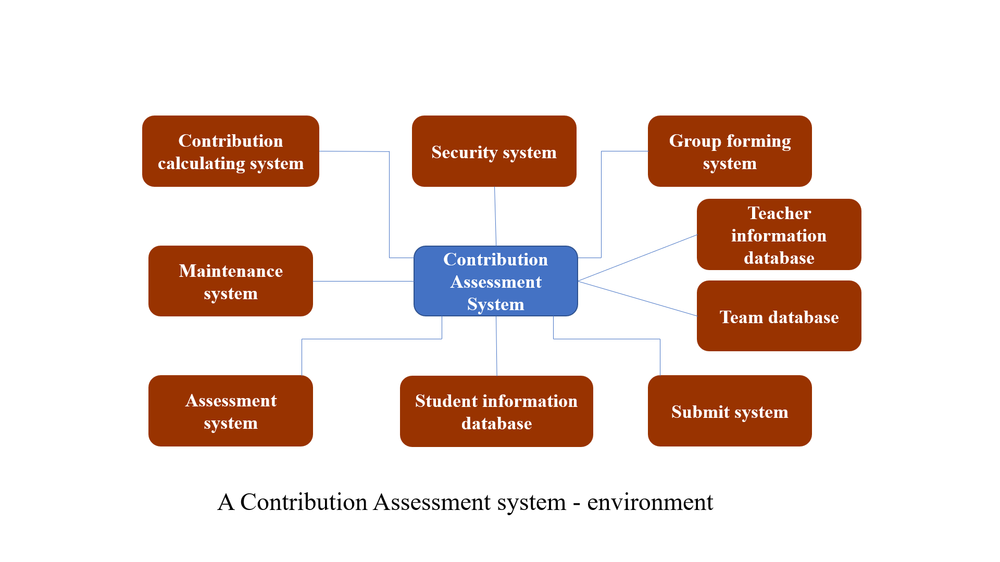 Contribution
calculating system
Security system
Group forming
system
Teacher
information
database
Maintenance
system
Contribution
Assessment
System
Team database
Assessment
system
Student information
database
Submit system
A Contribution Assessment system - environment